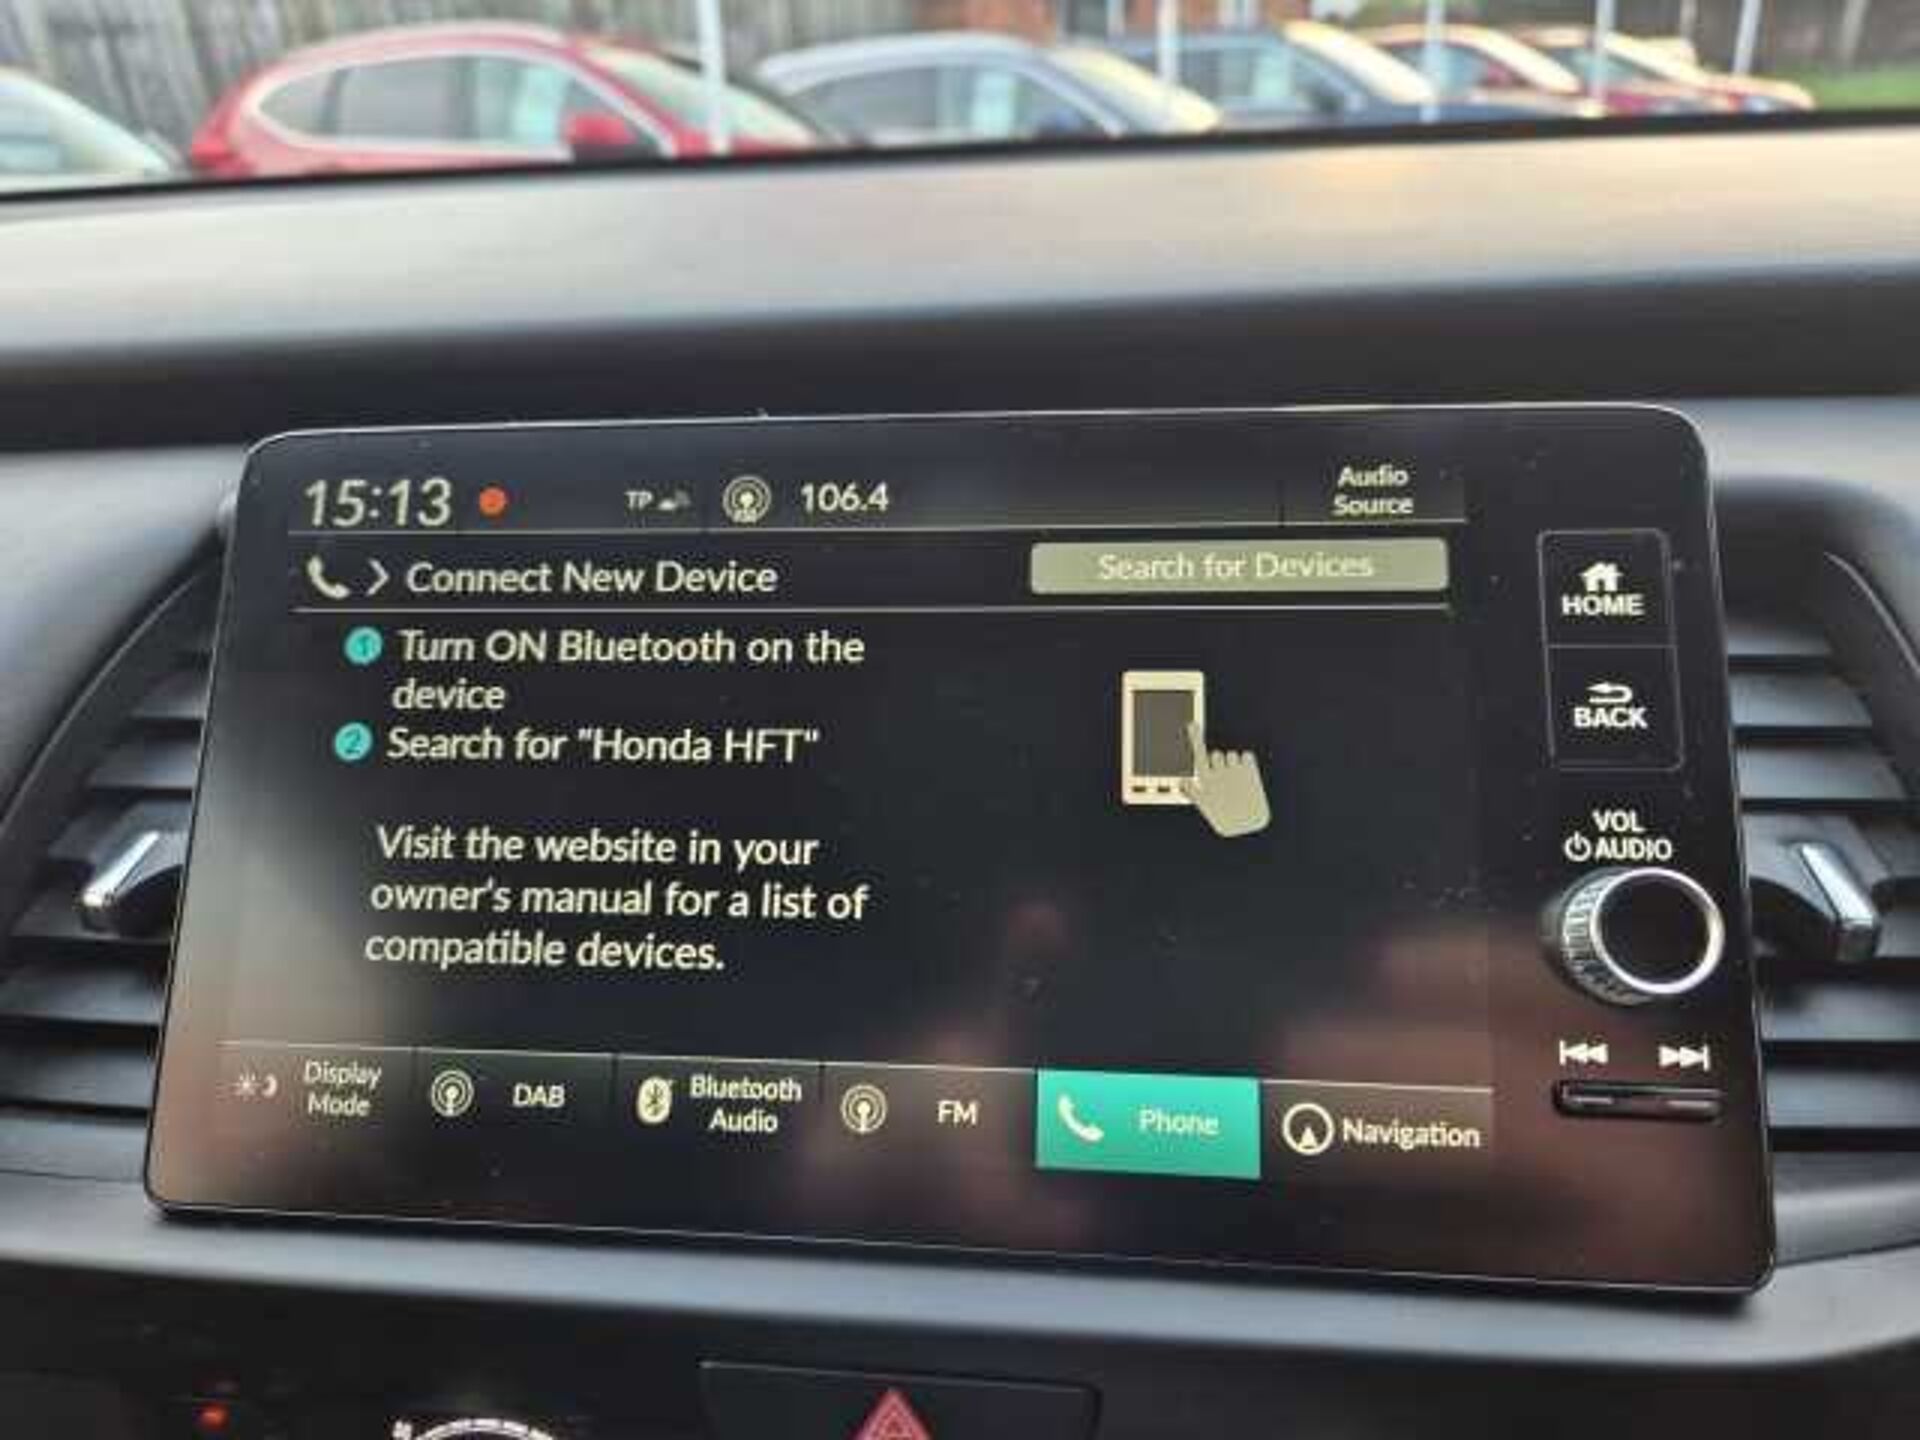 15:13 TP 106.4 Audio
Source
Connect New Device Search for Devices
1 Turn ON Bluetooth on the
device
2 Search for "Honda HFT"
Visit the website in your
owner's manual for a list of
compatible devices.
HOME
BACK
VOL
AUDIO
Display
Mode
DAB
Bluetooth
Audio
FM
Phone
Navigation